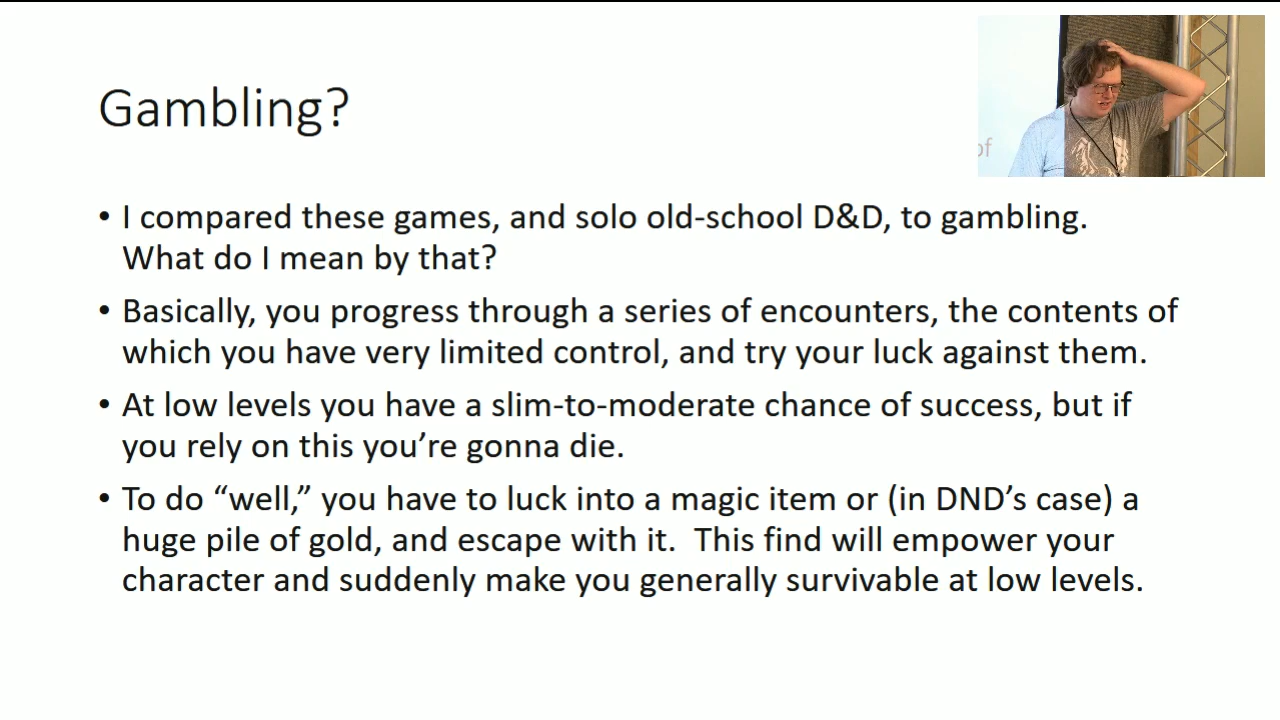 Gambling?
of
• I compared these games, and solo old-school D&D, to gambling.
What do I mean by that?
• Basically, you progress through a series of encounters, the contents of
which you have very limited control, and try your luck against them.
• At low levels you have a slim-to-moderate chance of success, but if
you rely on this you’re gonna die.
• To do “well,” you have to luck into a magic item or (in DND’s case) a
huge pile of gold, and escape with it.  This find will empower your
character and suddenly make you generally survivable at low levels.